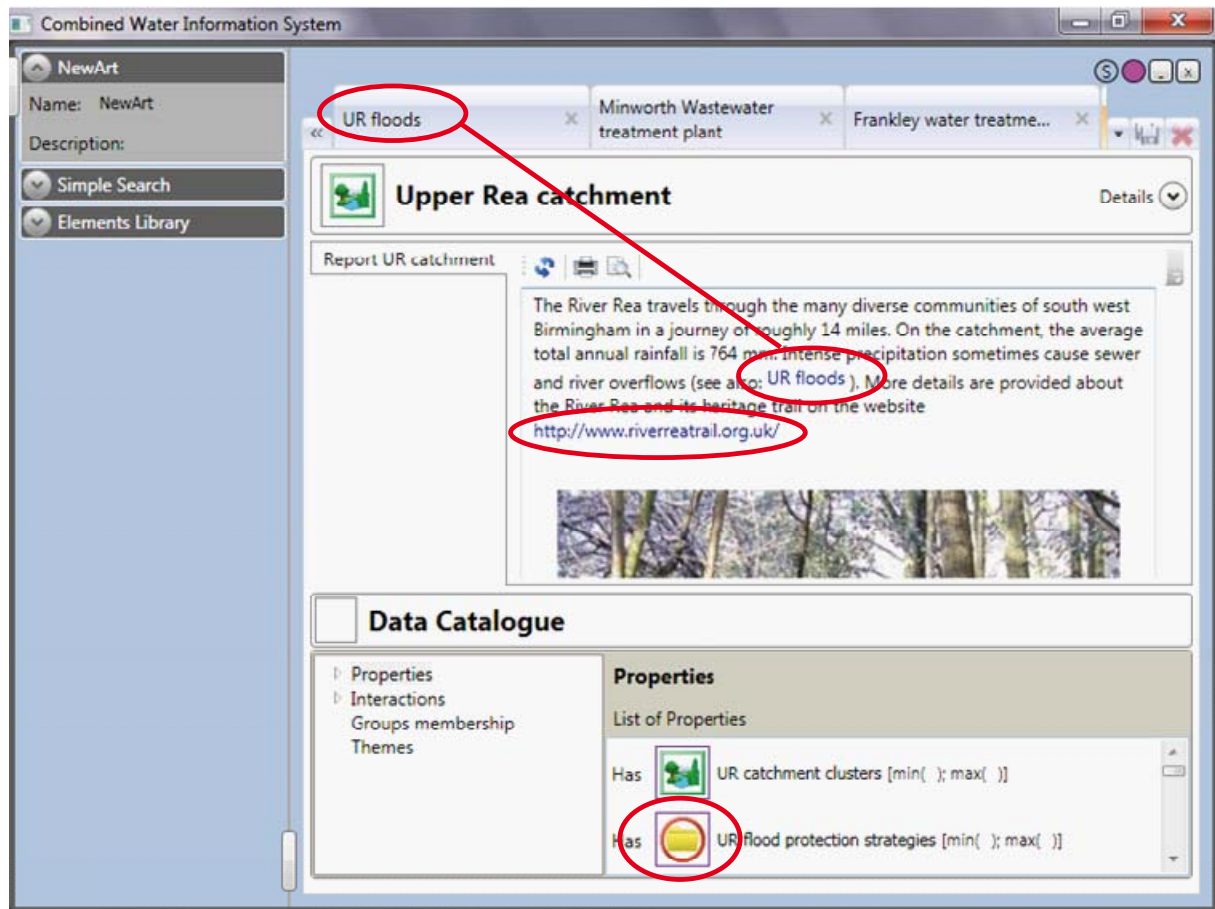 Combined Water Information System
NewArt
Name: NewArt
Description:
Simple Search
Elements Library
S
UR floods
Minworth Wastewater
treatment plant
Frankley water treatme...
Upper Rea catchment
Details
Report UR catchment
The River Rea travels through the many diverse communities of south west
Birmingham in a journey of roughly 14 miles. On the catchment, the average
total annual rainfall is 764 mm. Intense precipitation sometimes cause sewer
and river overflows (see also: UR floods ). More details are provided about
the River Rea and its heritage trail on the website
http://www.riverreatrail.org.uk/
Data Catalogue
Properties
Interactions
Groups membership
Themes
Properties
List of Properties
Has UR catchment clusters [min( ); max( )]
Has UR flood protection strategies [min( ); max( )]